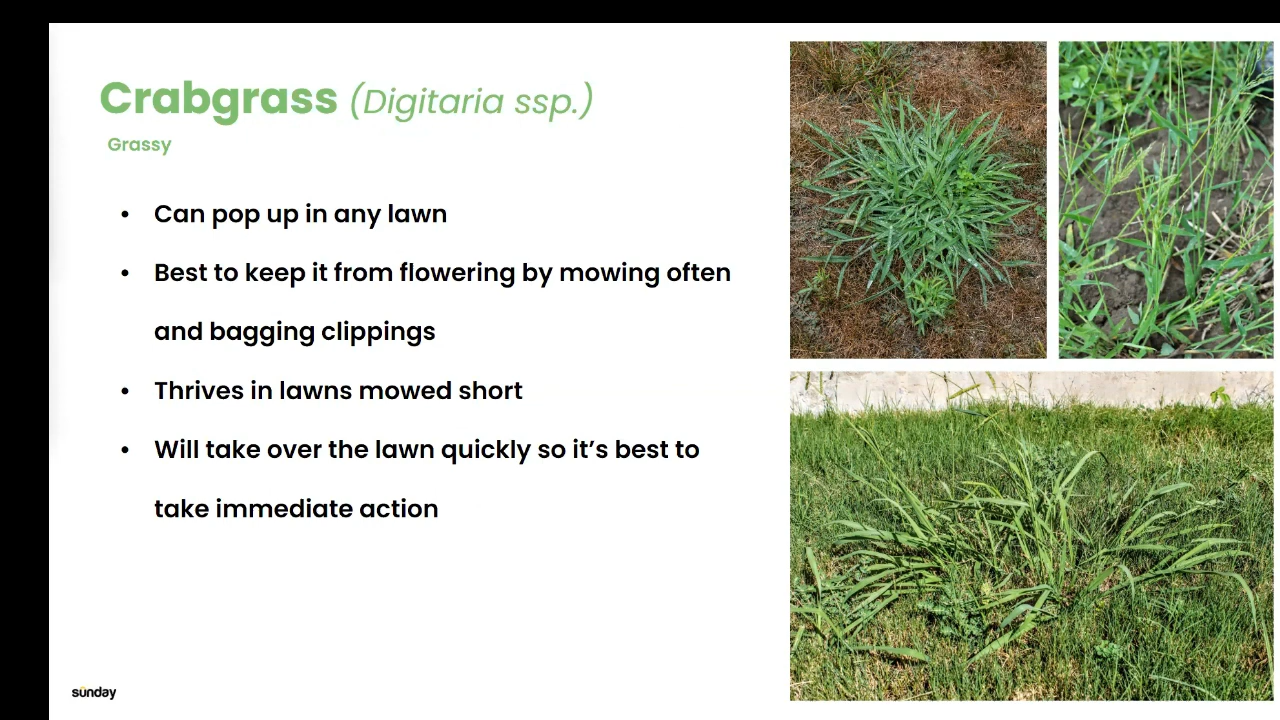 Crabgrass (Digitaria ssp.)
Grassy
• Can pop up in any lawn
• Best to keep it from flowering by mowing often
and bagging clippings
• Thrives in lawns mowed short
• Will take over the lawn quickly so it’s best to
take immediate action
sunday